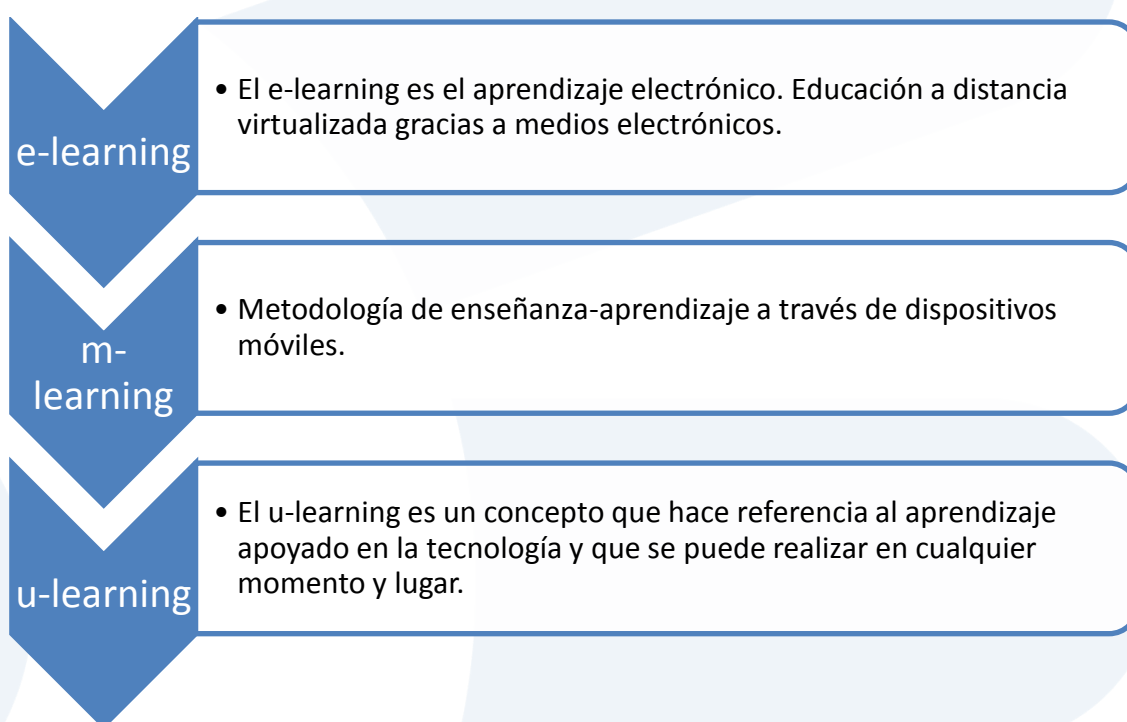 e-learning
• El e-learning es el aprendizaje electrónico. Educación a distancia
virtualizada gracias a medios electrónicos.
m-
learning
• Metodología de enseñanza-aprendizaje a través de dispositivos
móviles.
u-learning
• El u-learning es un concepto que hace referencia al aprendizaje
apoyado en la tecnología y que se puede realizar en cualquier
momento y lugar.